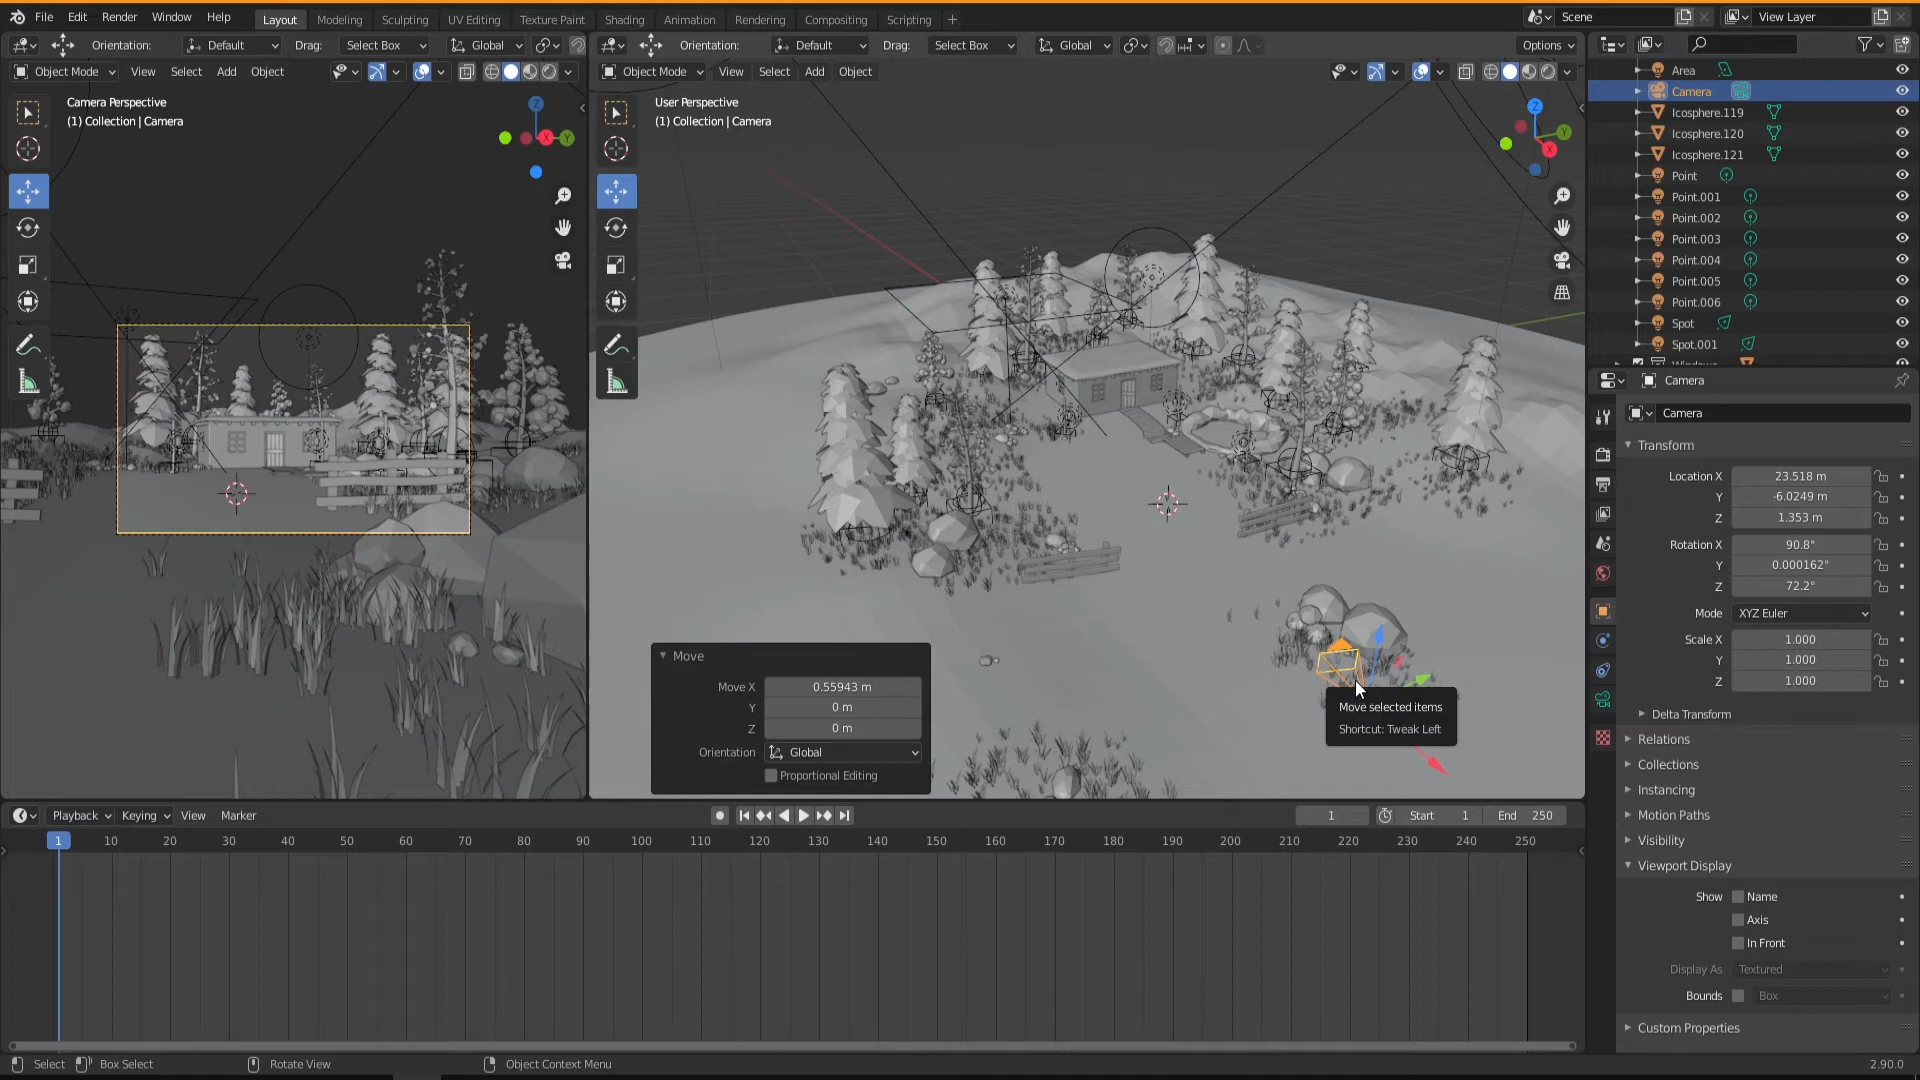 File Edit Render Window Help Layout Modeling Sculpting UV Editing Texture Paint Shading Animation Rendering Compositing Scripting + Scene View Layer
Orientation: Default Drag: Select Box Global
Orientation: Default Drag: Select Box Global Options
Object Mode View Select Add Object
Object Mode View Select Add Object
Camera Perspective
(1) Collection | Camera
User Perspective
(1) Collection | Camera
Z
X
Y
Z
Y
X
Area
Camera
Icosphere.119
Icosphere.120
Icosphere.121
Point
Point.001
Point.002
Point.003
Point.004
Point.005
Point.006
Spot
Spot.001
Camera
Camera
Transform
Location X 23.518 m
Y -6.0249 m
Z 1.353 m
Rotation X 90.8°
Y 0.000162°
Z 72.2°
Mode XYZ Euler
Scale X 1.000
Y 1.000
Z 1.000
Delta Transform
Relations
Collections
Instancing
Motion Paths
Visibility
Viewport Display
Show Name
Axis
In Front
Display As Textured
Bounds Box
Custom Properties
Move
Move X 0.55943 m
Y 0 m
Z 0 m
Orientation Global
Proportional Editing
Move selected items
Shortcut: Tweak Left
Playback Keying View Marker 1 Start 1 End 250
1 10 20 30 40 50 60 70 80 90 100 110 120 130 140 150 160 170 180 190 200 210 220 230 240 250
Select Box Select Rotate View Object Context Menu 2.90.0